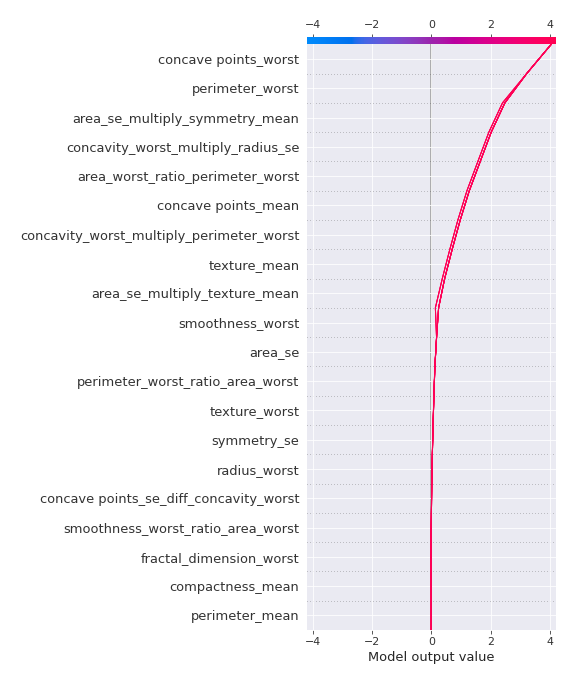 −4 −2 0 2 4
concave points_worst
perimeter_worst
area_se_multiply_symmetry_mean
concavity_worst_multiply_radius_se
area_worst_ratio_perimeter_worst
concave points_mean
concavity_worst_multiply_perimeter_worst
texture_mean
area_se_multiply_texture_mean
smoothness_worst
area_se
perimeter_worst_ratio_area_worst
texture_worst
symmetry_se
radius_worst
concave points_se_diff_concavity_worst
smoothness_worst_ratio_area_worst
fractal_dimension_worst
compactness_mean
perimeter_mean
−4 −2 0 2 4
Model output value